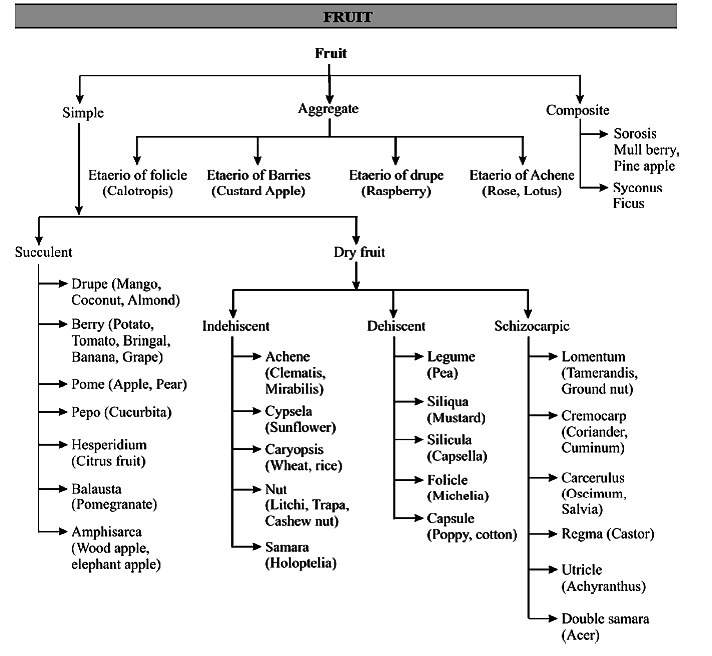 FRUIT
Fruit
Simple
Aggregate
Composite
Sorosis
Mull berry,
Pine apple
Syconus
Ficus
Etaerio of folicle
(Calotropis)
Etaerio of Barries
(Custard Apple)
Etaerio of drupe
(Raspberry)
Etaerio of Achene
(Rose, Lotus)
Succulent
Drupe (Mango,
Coconut, Almond)
Berry (Potato,
Tomato, Bringal,
Banana, Grape)
Pome (Apple, Pear)
Pepo (Cucurbita)
Hesperidium
(Citrus fruit)
Balausta
(Pomegranate)
Amphisarca
(Wood apple,
elephant apple)
Dry fruit
Indehiscent
Achene
(Clematis,
Mirabilis)
Cypsela
(Sunflower)
Caryopsis
(Wheat, rice)
Nut
(Litchi, Trapa,
Cashew nut)
Samara
(Holoptelia)
Dehiscent
Legume
(Pea)
Siliqua
(Mustard)
Silicula
(Capsella)
Folicle
(Michelia)
Capsule
(Poppy, cotton)
Schizocarpic
Lomentum
(Tamerandis,
Ground nut)
Cremocarp
(Coriander,
Cuminum)
Carcerulus
(Oscimum,
Salvia)
Regma (Castor)
Utricle
(Achyranthus)
Double samara
(Acer)